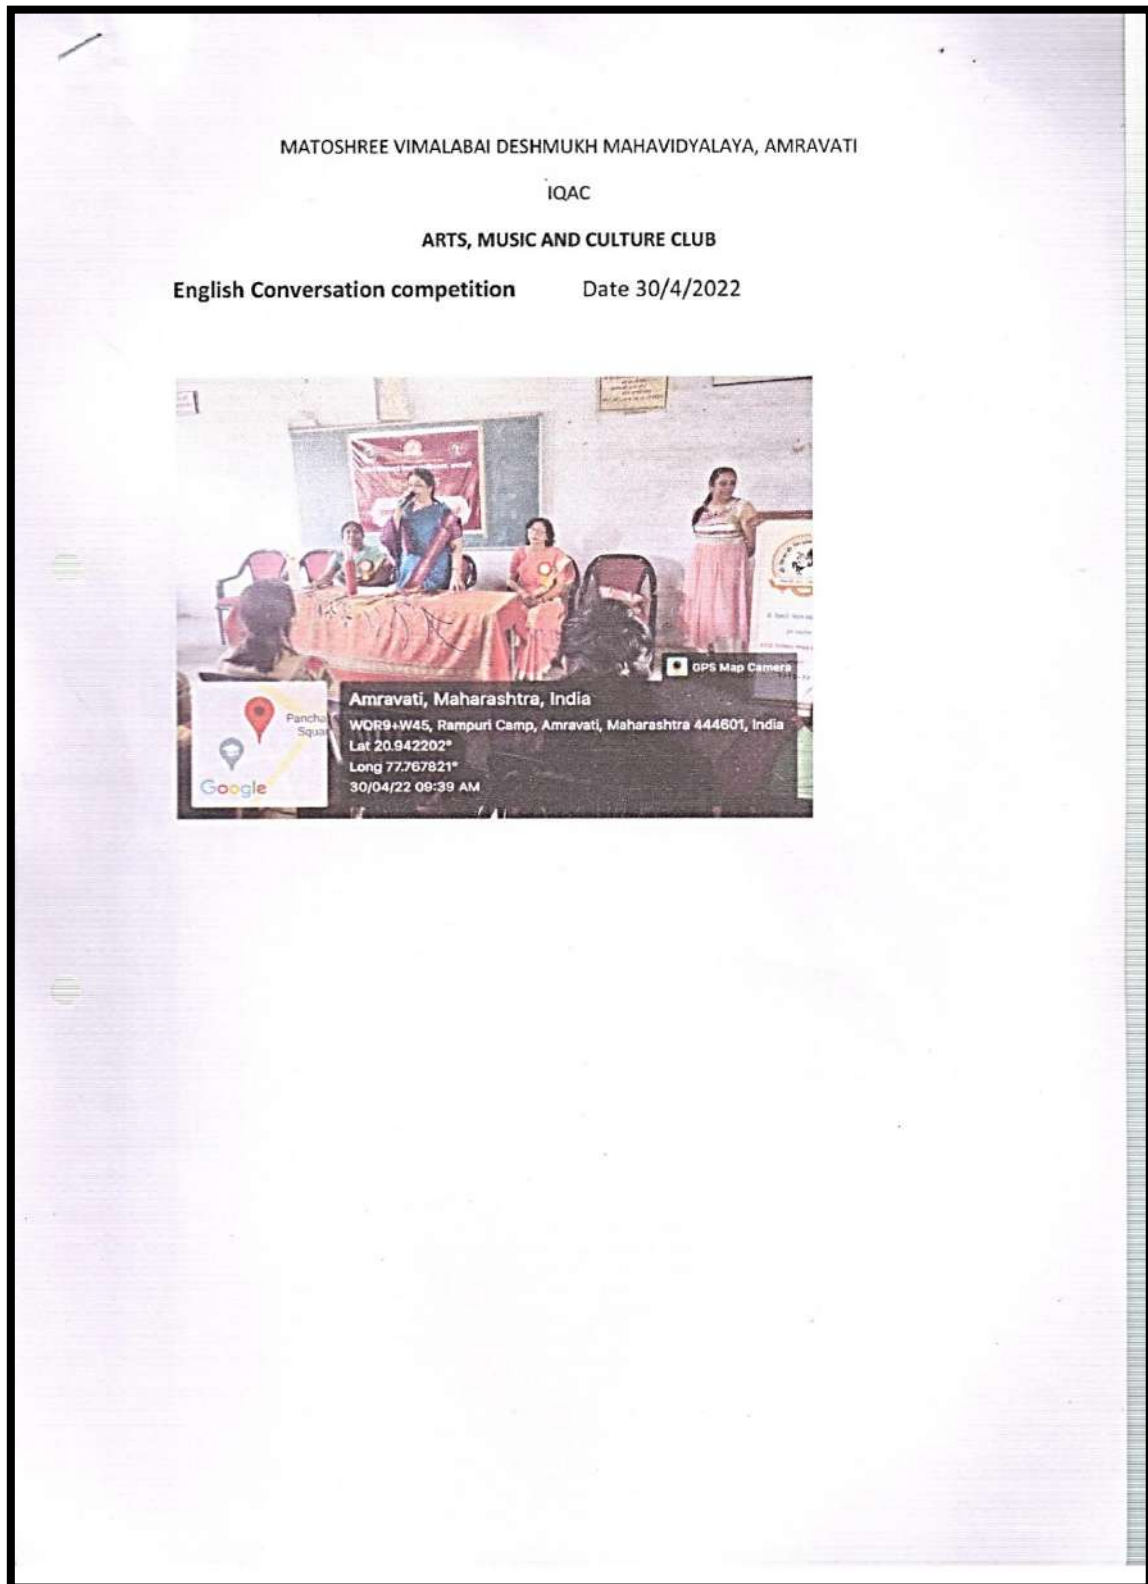 MATOSHREE VIMALABAI DESHMUKH MAHAVIDYALAYA, AMRAVATI
IQAC
ARTS, MUSIC AND CULTURE CLUB
English Conversation competition Date 30/4/2022
GPS Map Camera
Amravati, Maharashtra, India
WQR9+W45, Rampuri Camp, Amravati, Maharashtra 444601, India
Lat 20.942202°
Long 77.767821°
30/04/22 09:39 AM
Google